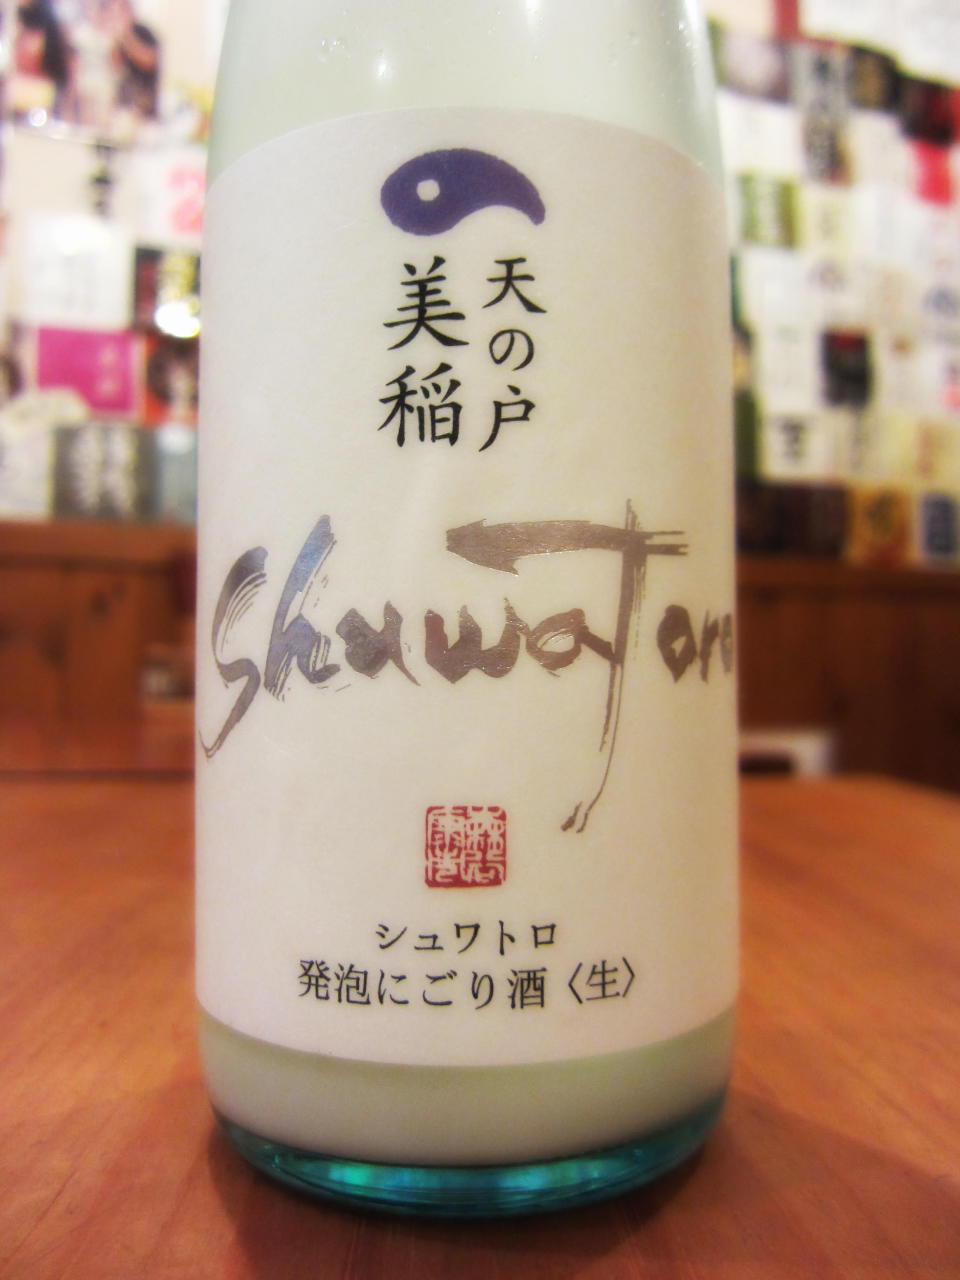 天の戸
美稲
ShuwaToro
シュワトロ
発泡にごり酒〈生〉